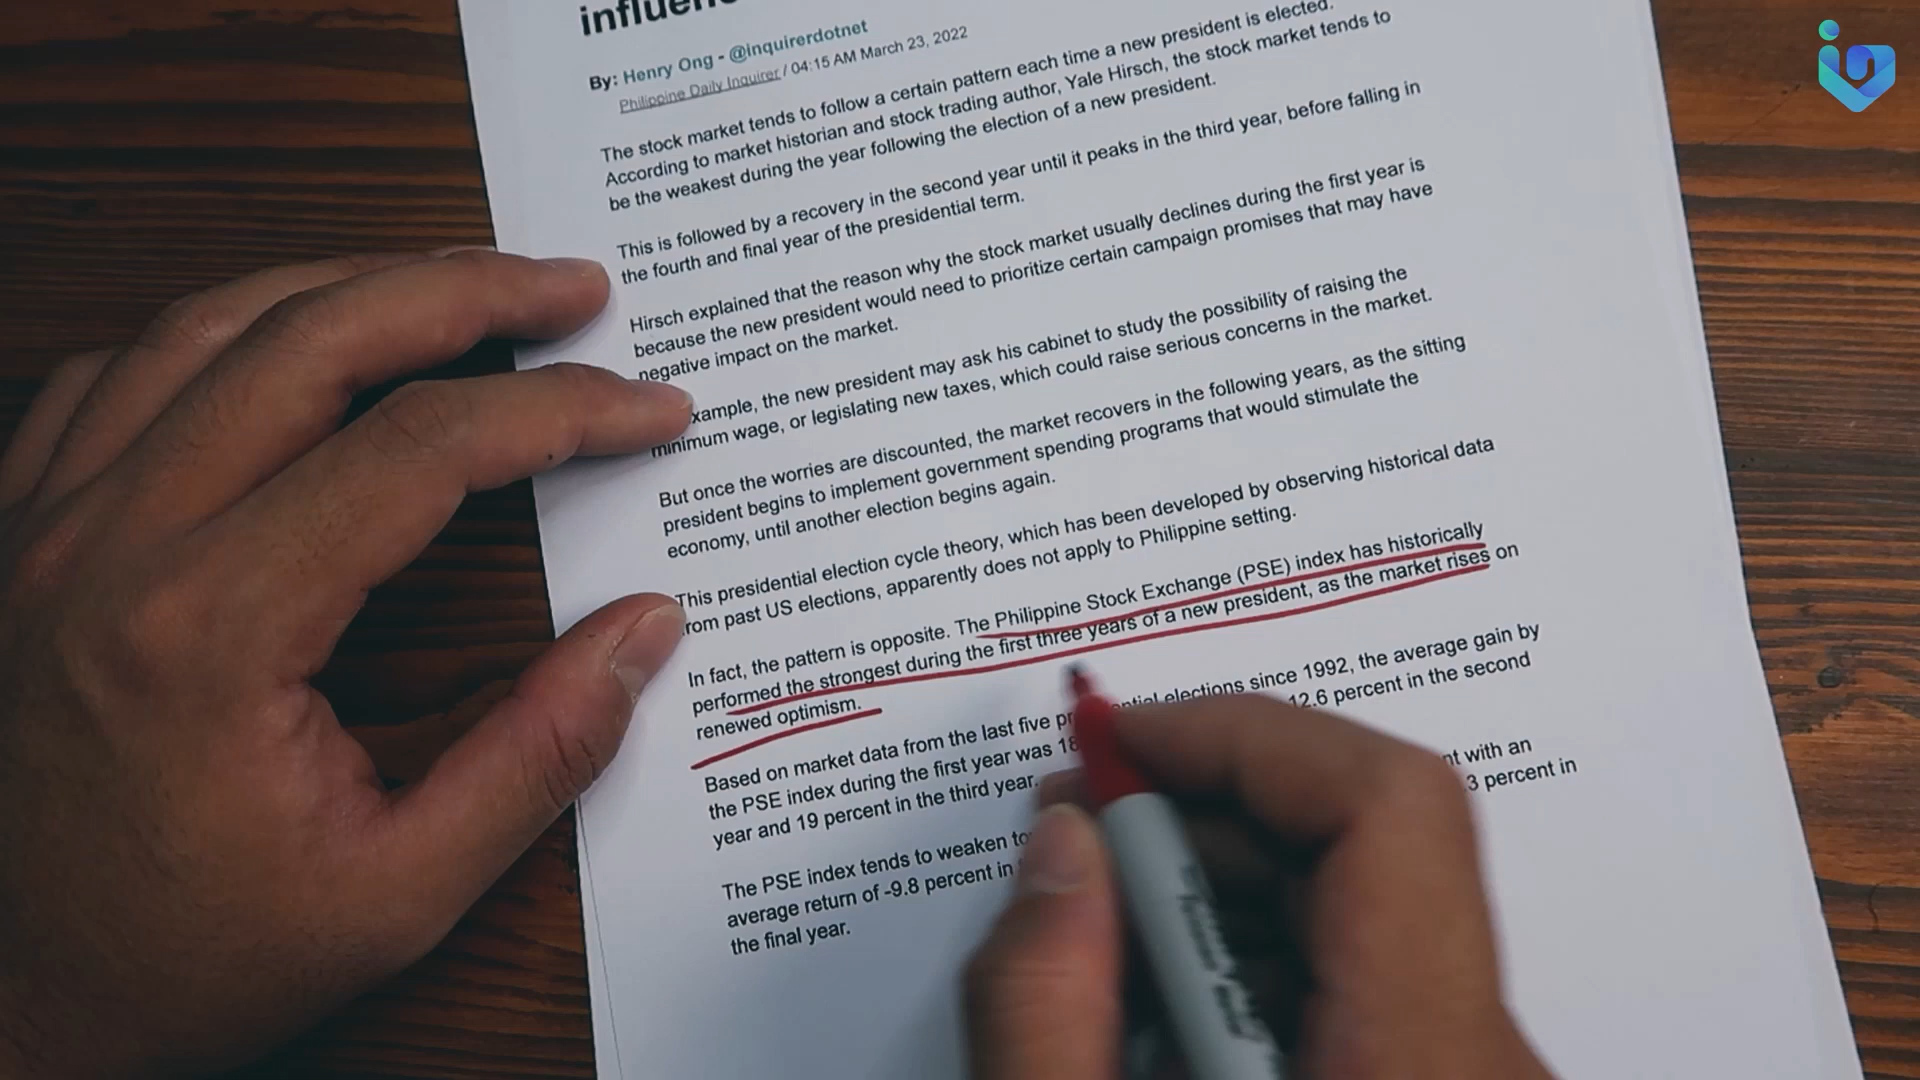 By: Henry Ong - @inquirerdotnet
Philippine Daily Inquirer / 04:15 AM March 23, 2022
The stock market tends to follow a certain pattern each time a new president is elected.
According to market historian and stock trading author, Yale Hirsch, the stock market tends to
be the weakest during the year following the election of a new president.
This is followed by a recovery in the second year until it peaks in the third year, before falling in
the fourth and final year of the presidential term.
Hirsch explained that the reason why the stock market usually declines during the first year is
because the new president would need to prioritize certain campaign promises that may have
negative impact on the market.
xample, the new president may ask his cabinet to study the possibility of raising the
minimum wage, or legislating new taxes, which could raise serious concerns in the market.
But once the worries are discounted, the market recovers in the following years, as the sitting
president begins to implement government spending programs that would stimulate the
economy, until another election begins again.
This presidential election cycle theory, which has been developed by observing historical data
rom past US elections, apparently does not apply to Philippine setting.
In fact, the pattern is opposite. The Philippine Stock Exchange (PSE) index has historically
performed the strongest during the first three years of a new president, as the market rises on
renewed optimism.
Based on market data from the last five elections since 1992, the average gain by
the PSE index during the first year was 12.6 percent in the second
year and 19 percent in the third year.
The PSE index tends to weaken with an
average return of -9.8 percent in 3 percent in
the final year.